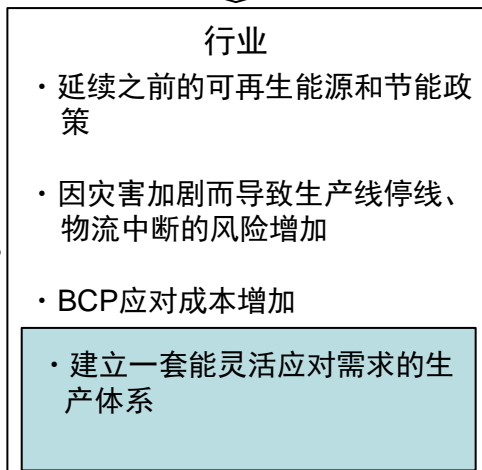 行业
・延续之前的可再生能源和节能政
策
・因灾害加剧而导致生产线停线、
物流中断的风险增加
・BCP应对成本增加
・建立一套能灵活应对需求的生
产体系